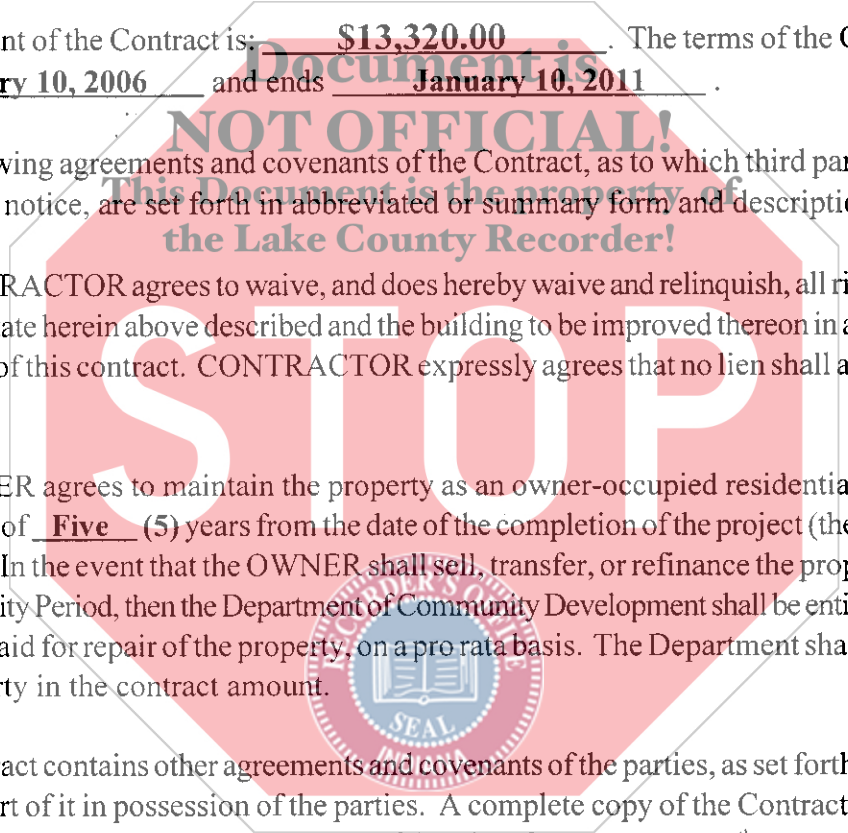 nt of the Contract is: $13,320.00. The terms of the C
Document is
ry 10, 2006 and ends January 10, 2011.
NOT OFFICIAL!
wing agreements and covenants of the Contract, as to which third par
This Document is the property of
notice, are set forth in abbreviated or summary form and descriptio
the Lake County Recorder!
RACTOR agrees to waive, and does hereby waive and relinquish, all ri
ate herein above described and the building to be improved thereon in a
of this contract. CONTRACTOR expressly agrees that no lien shall a
STOP
ER agrees to maintain the property as an owner-occupied residentia
of Five (5) years from the date of the completion of the project (the
In the event that the OWNER shall sell, transfer, or refinance the prop
ity Period, then the Department of Community Development shall be enti
aid for repair of the property, on a pro rata basis. The Department sha
rty in the contract amount.
RECORDER'S OFFICE
SEAL
INDIANA
act contains other agreements and covenants of the parties, as set forth
rt of it in possession of the parties. A complete copy of the Contract